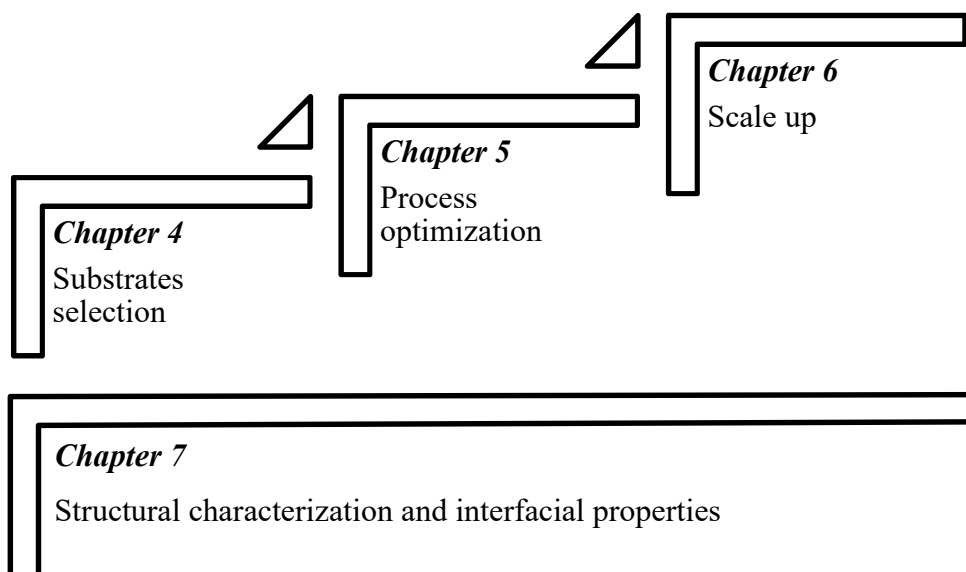 Chapter 6
Scale up
Chapter 5
Process
optimization
Chapter 4
Substrates
selection
Chapter 7
Structural characterization and interfacial properties